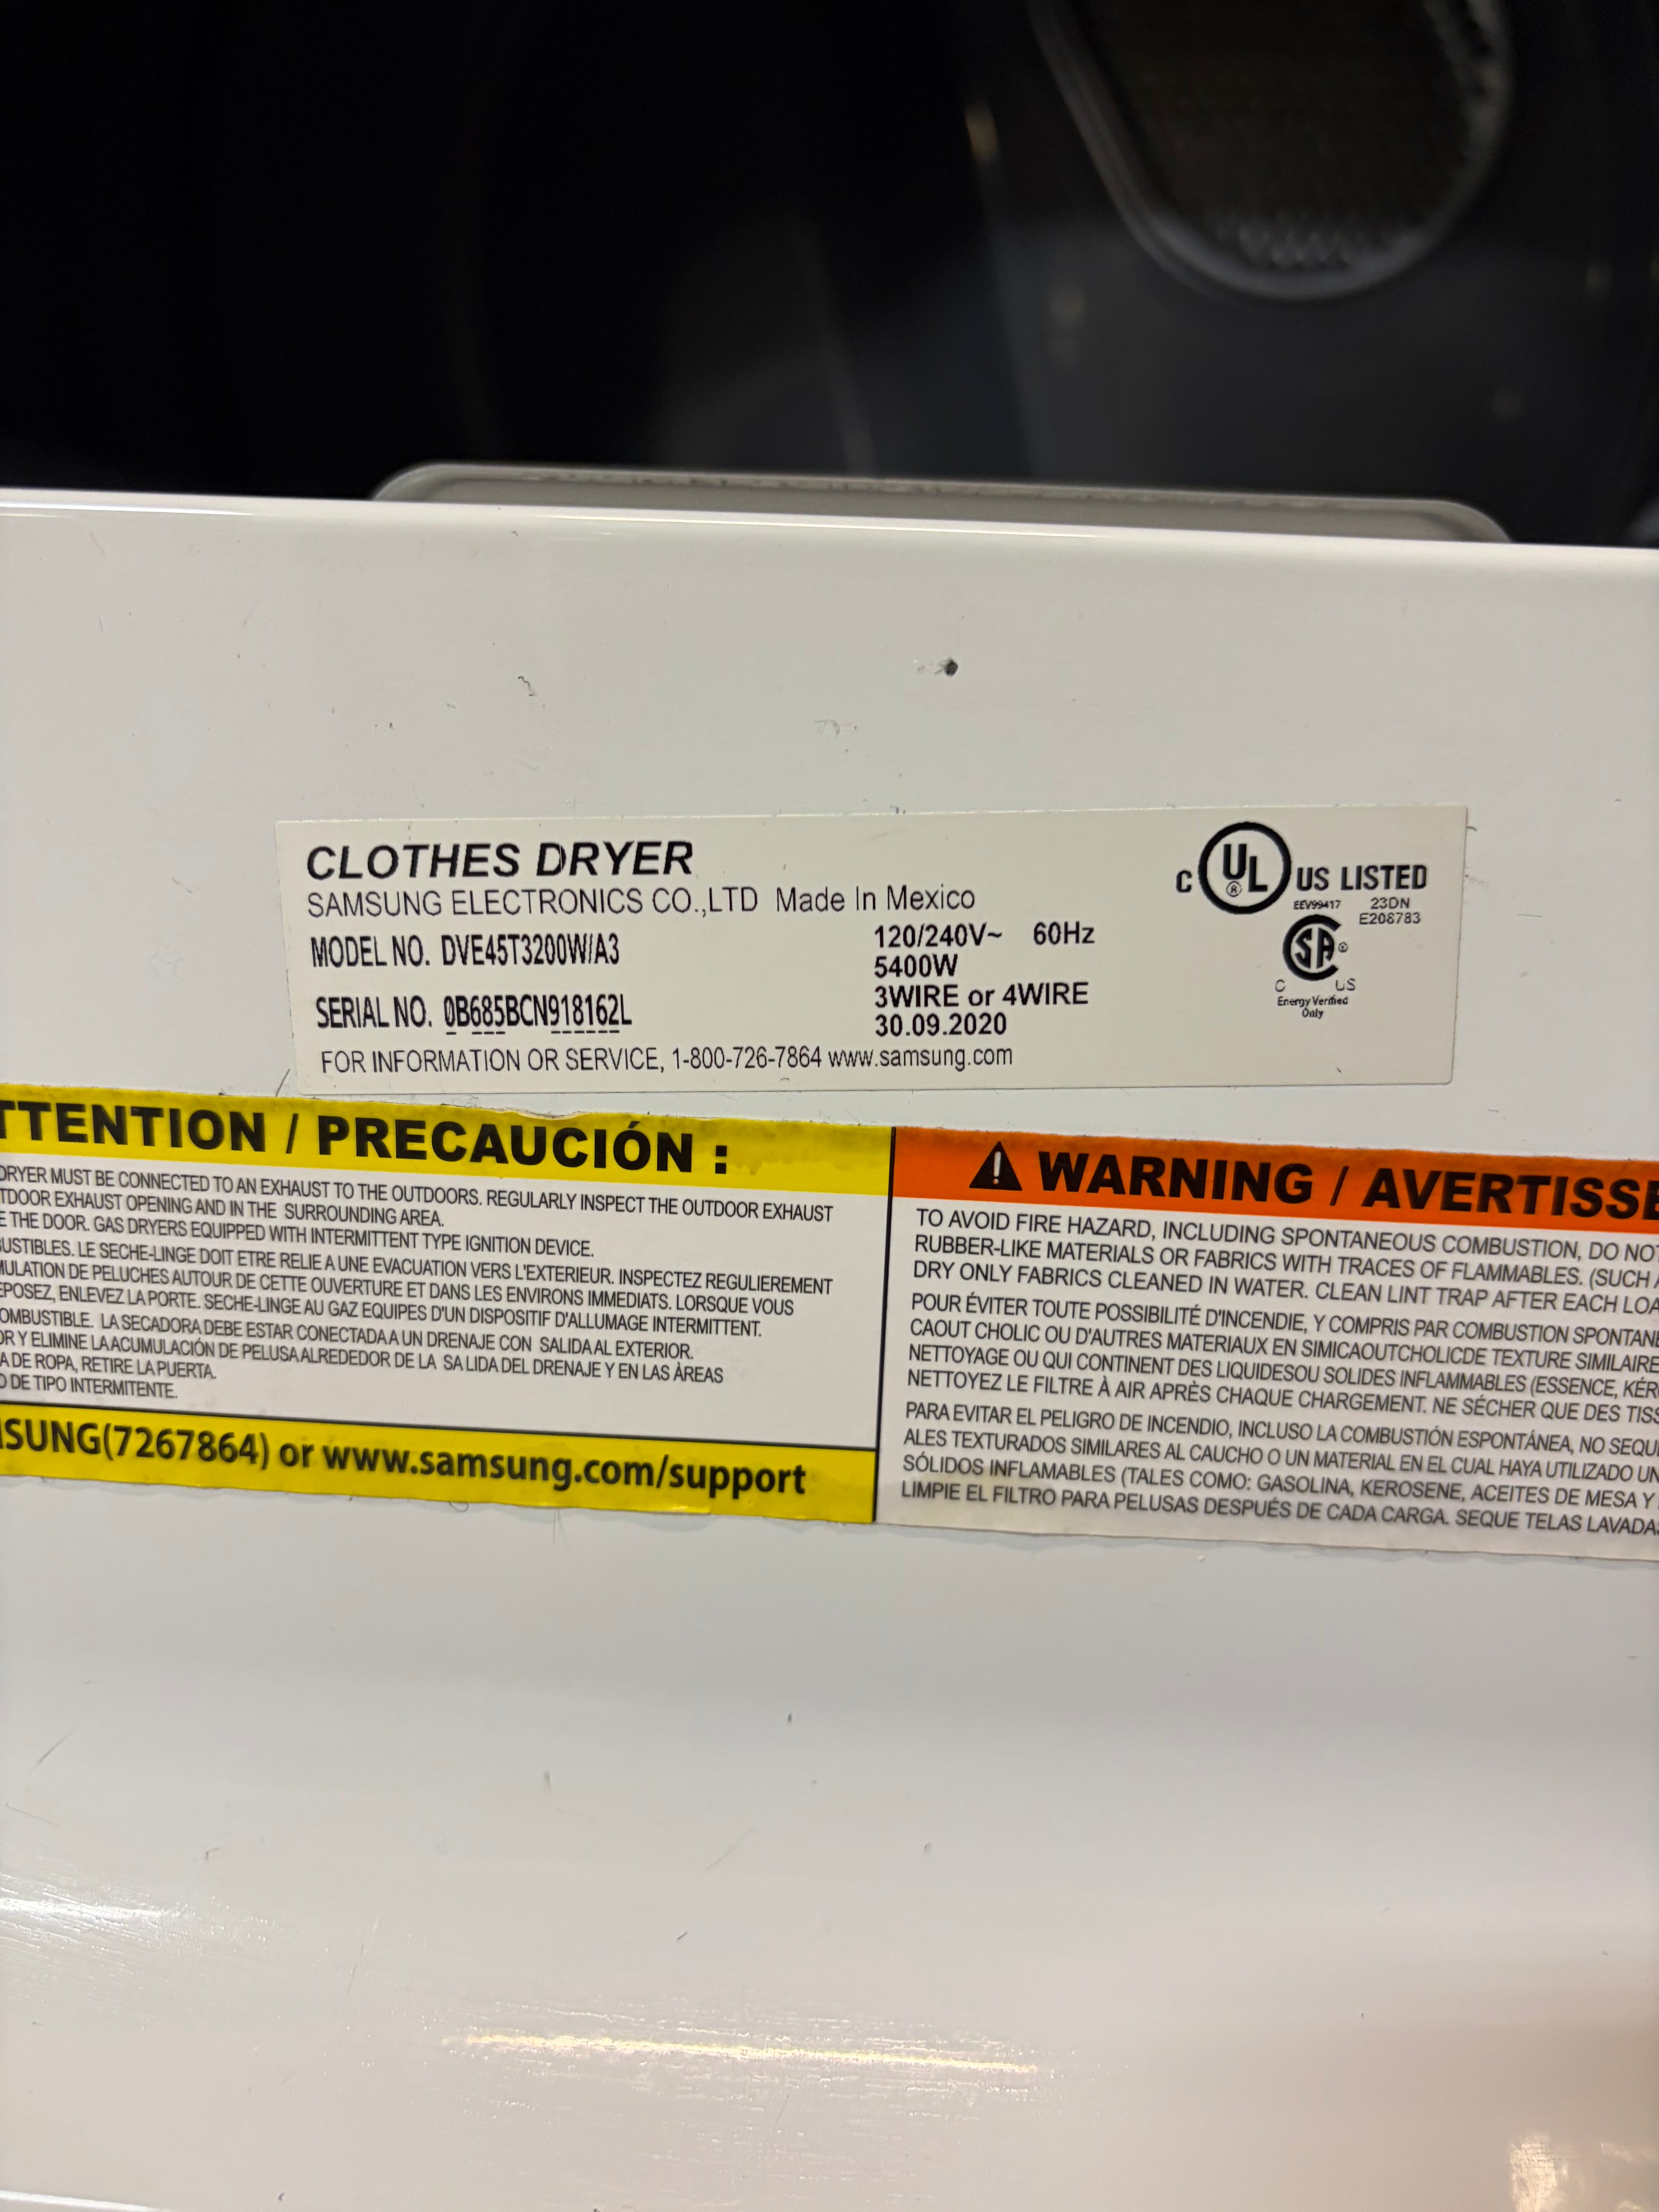 CLOTHES DRYER
SAMSUNG ELECTRONICS CO.,LTD Made In Mexico
MODEL NO. DVE45T3200W/A3
SERIAL NO. 0B685BCN918162L
120/240V~ 60Hz
5400W
3WIRE or 4WIRE
30.09.2020
FOR INFORMATION OR SERVICE, 1-800-726-7864 www.samsung.com
C UL ® US LISTED
EEV99417 23DN
E208783
SA ®
C US
Energy Verified
Only
TTENTION / PRECAUCIÓN :
DRYER MUST BE CONNECTED TO AN EXHAUST TO THE OUTDOORS. REGULARLY INSPECT THE OUTDOOR EXHAUST
TDOOR EXHAUST OPENING AND IN THE SURROUNDING AREA.
E THE DOOR. GAS DRYERS EQUIPPED WITH INTERMITTENT TYPE IGNITION DEVICE.
BUSTIBLES. LE SECHE-LINGE DOIT ETRE RELIE A UNE EVACUATION VERS L'EXTERIEUR. INSPECTEZ REGULIEREMENT
MULATION DE PELUCHES AUTOUR DE CETTE OUVERTURE ET DANS LES ENVIRONS IMMEDIATS. LORSQUE VOUS
EPOSEZ, ENLEVEZ LA PORTE. SECHE-LINGE AU GAZ EQUIPES D'UN DISPOSITIF D'ALLUMAGE INTERMITTENT.
OMBUSTIBLE. LA SECADORA DEBE ESTAR CONECTADA A UN DRENAJE CON SALIDA AL EXTERIOR.
OR Y ELIMINE LA ACUMULACIÓN DE PELUSA ALREDEDOR DE LA SA LIDA DEL DRENAJE Y EN LAS ÀREAS
A DE ROPA, RETIRE LA PUERTA.
O DE TIPO INTERMITENTE.
SUNG(7267864) or www.samsung.com/support
WARNING / AVERTISSE
TO AVOID FIRE HAZARD, INCLUDING SPONTANEOUS COMBUSTION, DO NOT
RUBBER-LIKE MATERIALS OR FABRICS WITH TRACES OF FLAMMABLES. (SUCH A
DRY ONLY FABRICS CLEANED IN WATER. CLEAN LINT TRAP AFTER EACH LOA
POUR ÉVITER TOUTE POSSIBILITÉ D'INCENDIE, Y COMPRIS PAR COMBUSTION SPONTANÉ
CAOUT CHOLIC OU D'AUTRES MATERIAUX EN SIMICAOUTCHOLICDE TEXTURE SIMILAIRE
NETTOYAGE OU QUI CONTINENT DES LIQUIDESOU SOLIDES INFLAMMABLES (ESSENCE, KÉR
NETTOYEZ LE FILTRE À AIR APRÈS CHAQUE CHARGEMENT. NE SÉCHER QUE DES TISS
PARA EVITAR EL PELIGRO DE INCENDIO, INCLUSO LA COMBUSTIÓN ESPONTÁNEA, NO SEQU
ALES TEXTURADOS SIMILARES AL CAUCHO O UN MATERIAL EN EL CUAL HAYA UTILIZADO UN
SÓLIDOS INFLAMABLES (TALES COMO: GASOLINA, KEROSENE, ACEITES DE MESA Y
LIMPIE EL FILTRO PARA PELUSAS DESPUÉS DE CADA CARGA. SEQUE TELAS LAVADA